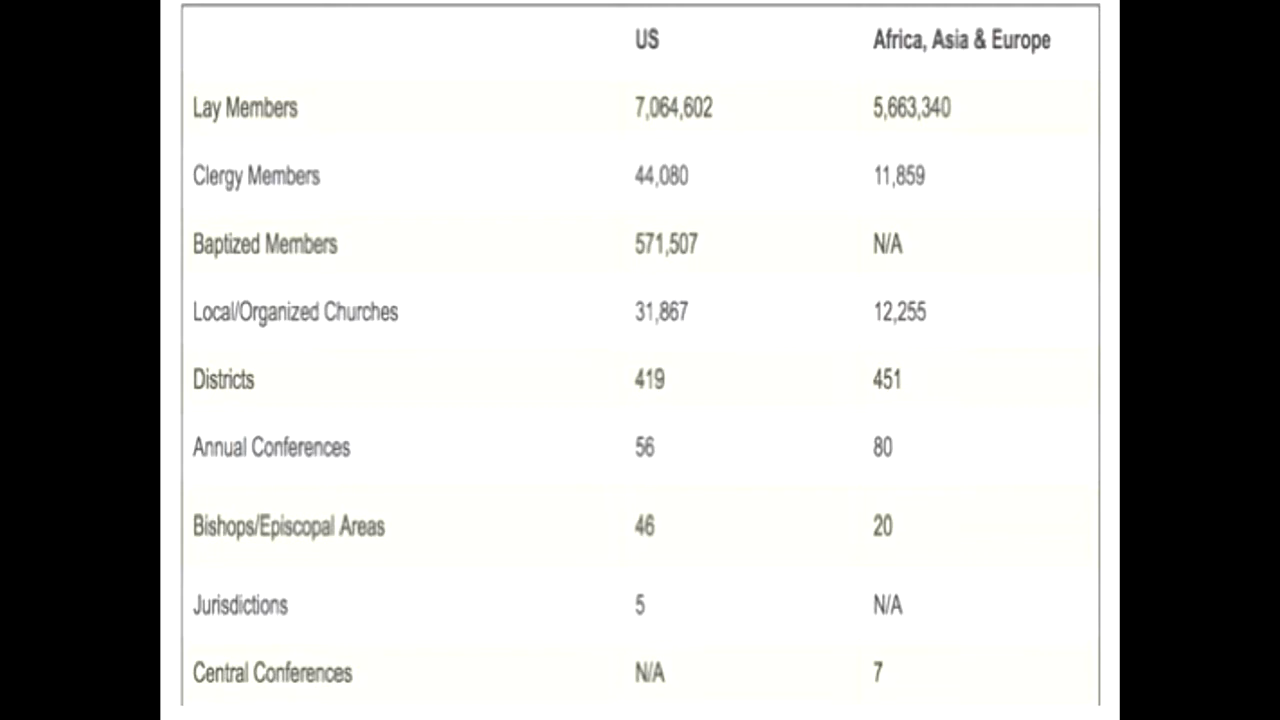 US Africa, Asia & Europe
Lay Members 7,064,602 5,663,340
Clergy Members 44,080 11,859
Baptized Members 571,507 N/A
Local/Organized Churches 31,867 12,255
Districts 419 451
Annual Conferences 56 80
Bishops/Episcopal Areas 46 20
Jurisdictions 5 N/A
Central Conferences N/A 7